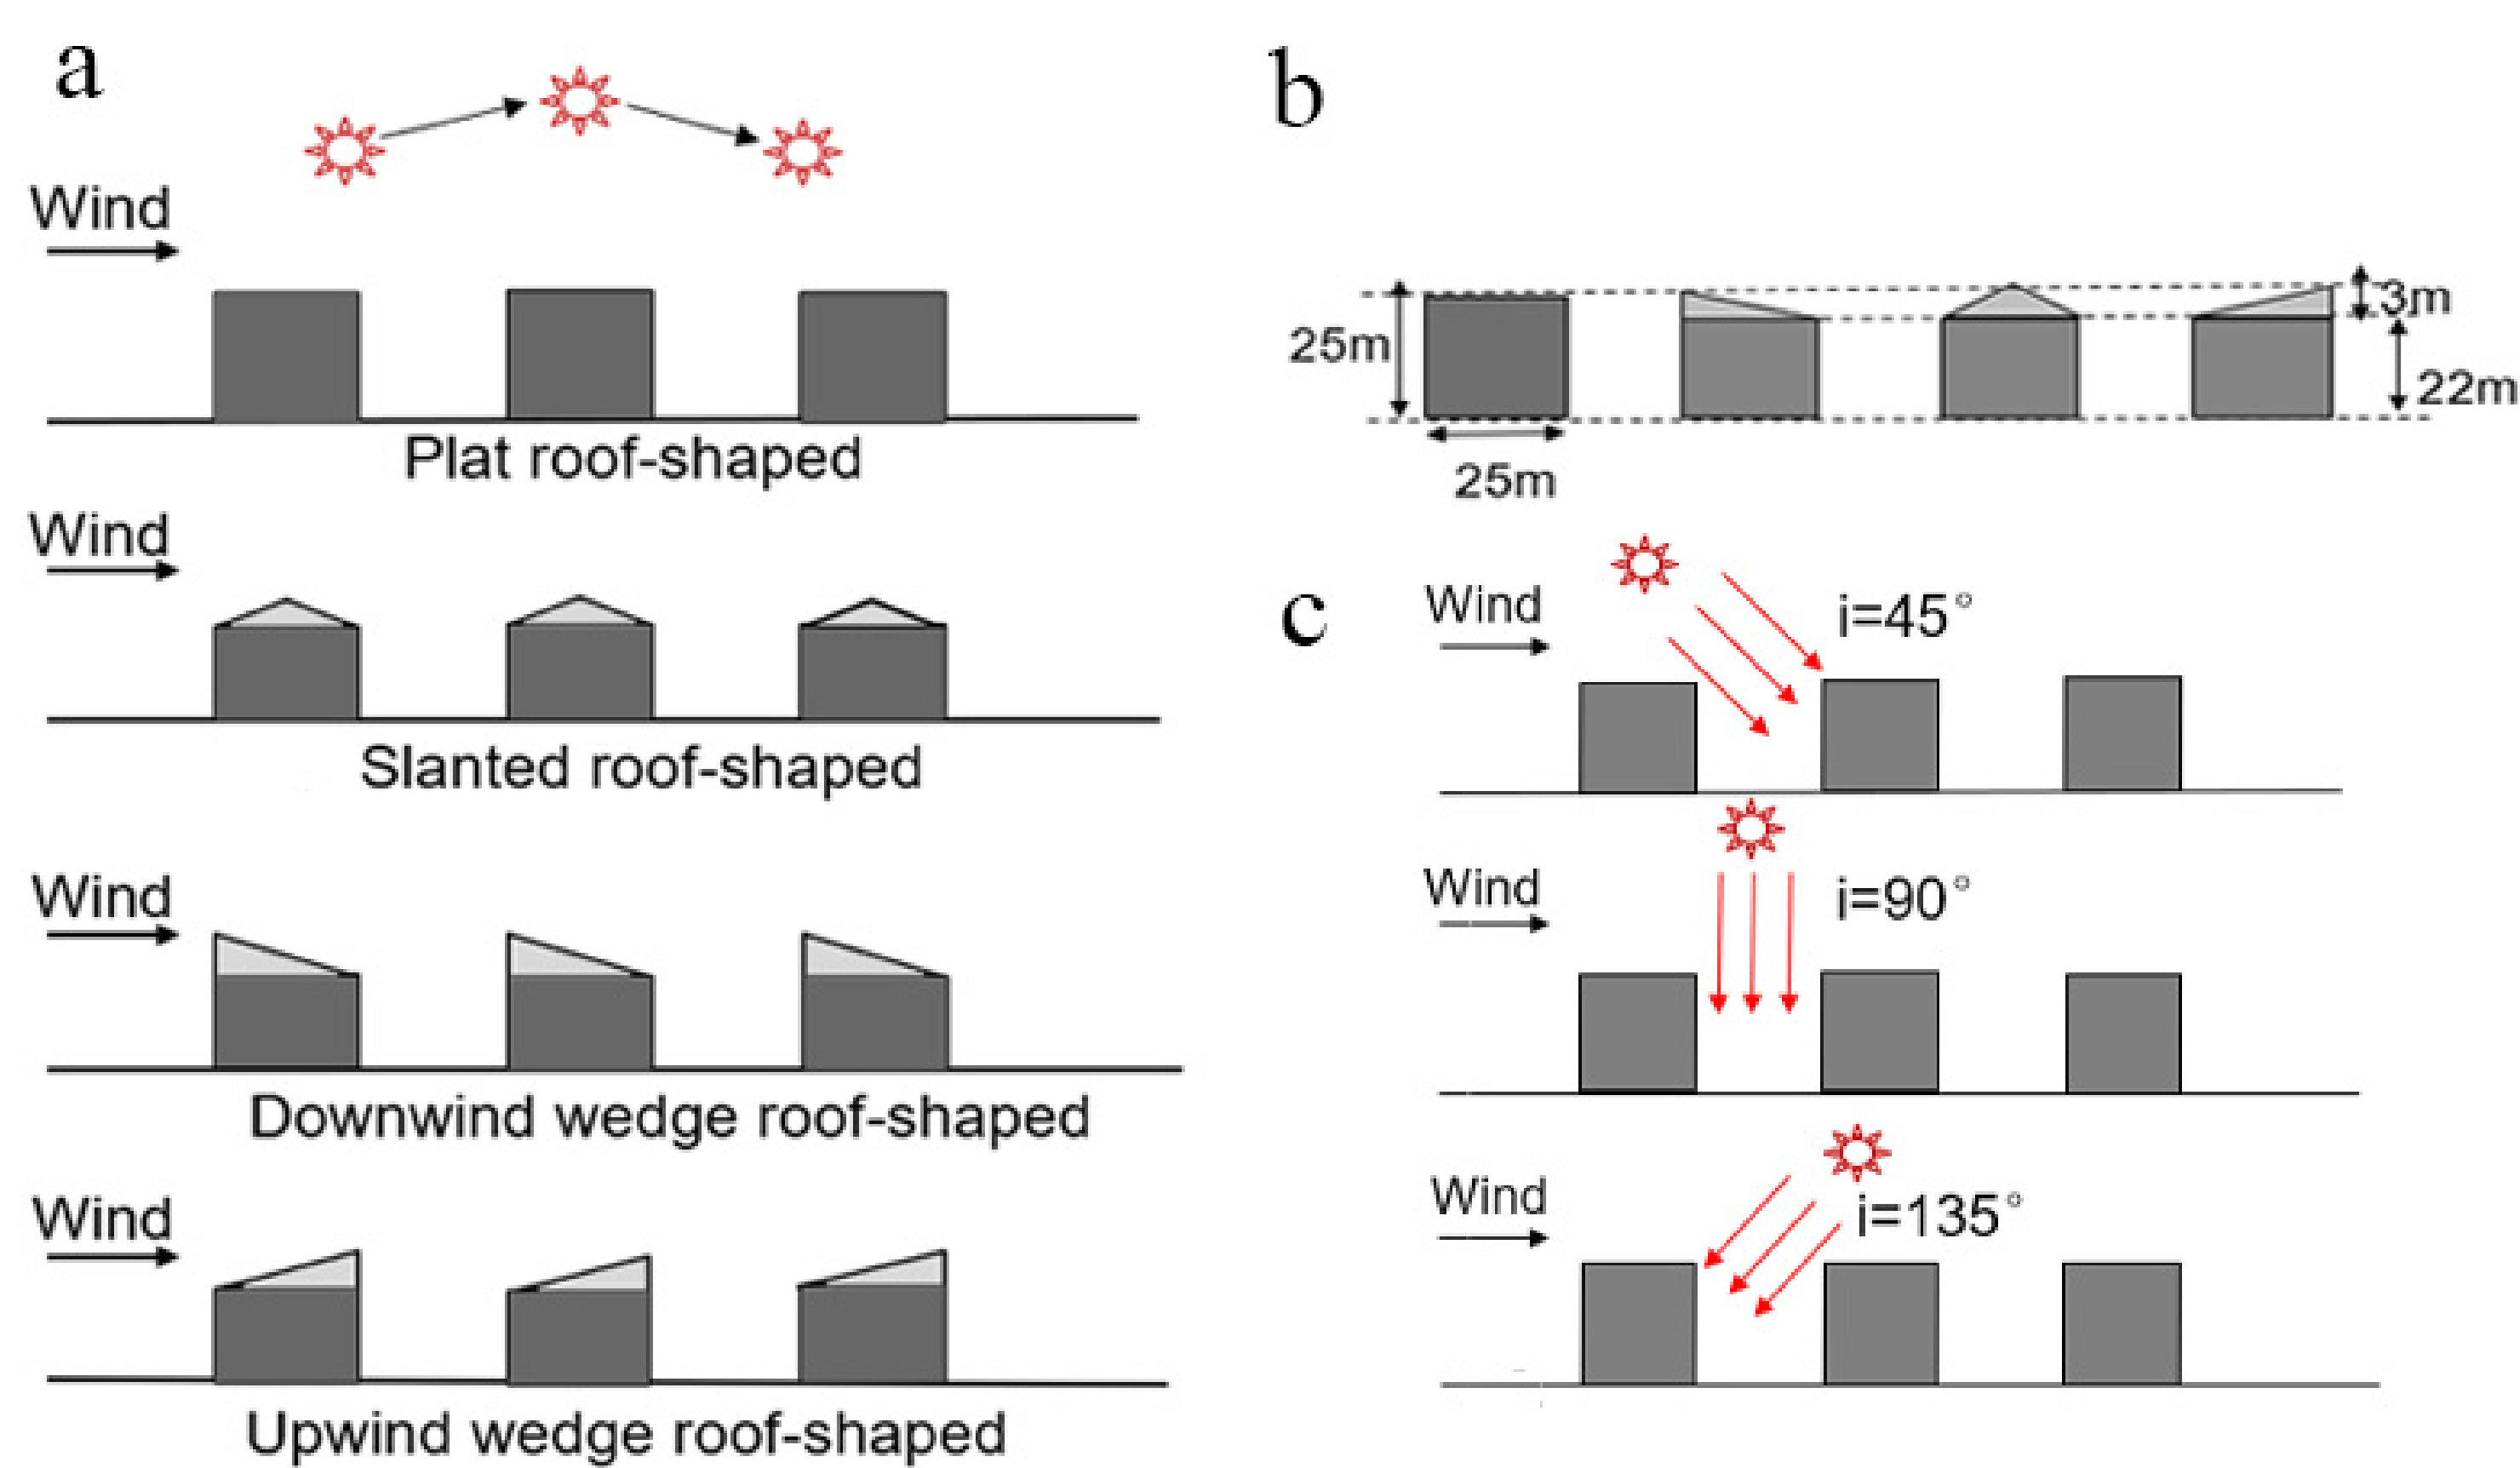 a
Wind
Plat roof-shaped
Wind
Slanted roof-shaped
Wind
Downwind wedge roof-shaped
Wind
Upwind wedge roof-shaped
b
25m
3m
22m
25m
c
Wind
i=45°
Wind
i=90°
Wind
i=135°